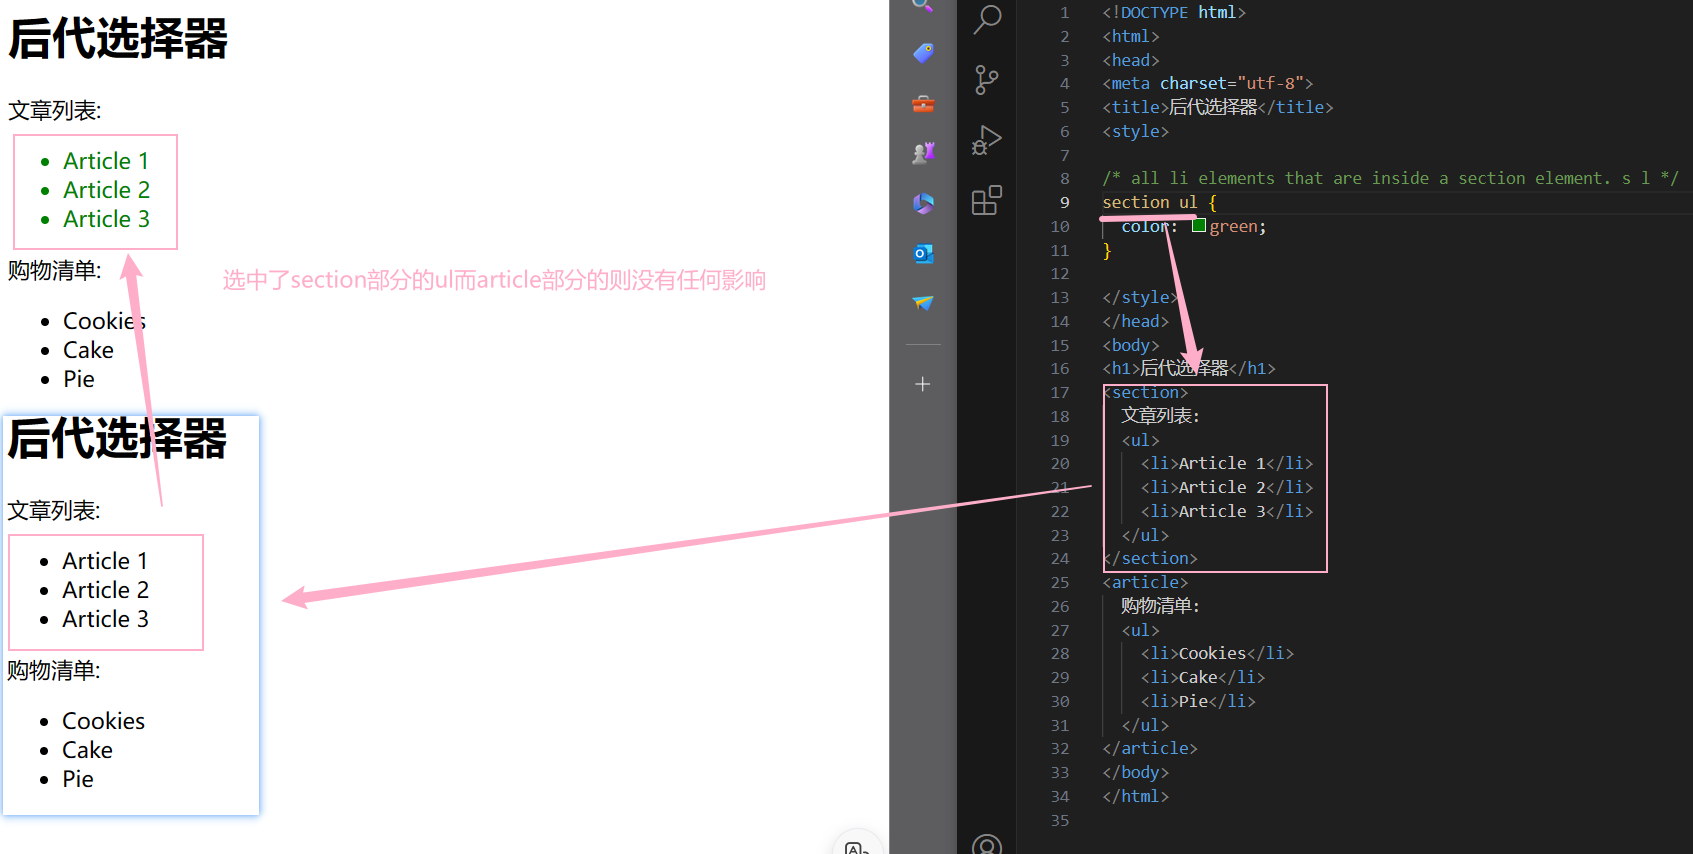 后代选择器
文章列表:
Article 1
Article 2
Article 3
购物清单:
Cookies
Cake
Pie
选中了section部分的ul而article部分的则没有任何影响
后代选择器
文章列表:
Article 1
Article 2
Article 3
购物清单:
Cookies
Cake
Pie
1 <!DOCTYPE html>
2 <html>
3 <head>
4 <meta charset="utf-8">
5 <title>后代选择器</title>
6 <style>
7
8 /* all li elements that are inside a section element. s l */
9 section ul {
10 color: green;
11 }
12
13 </style>
14 </head>
15 <body>
16 <h1>后代选择器</h1>
17 <section>
18 文章列表:
19 <ul>
20 <li>Article 1</li>
21 <li>Article 2</li>
22 <li>Article 3</li>
23 </ul>
24 </section>
25 <article>
26 购物清单:
27 <ul>
28 <li>Cookies</li>
29 <li>Cake</li>
30 <li>Pie</li>
31 </ul>
32 </article>
33 </body>
34 </html>
35